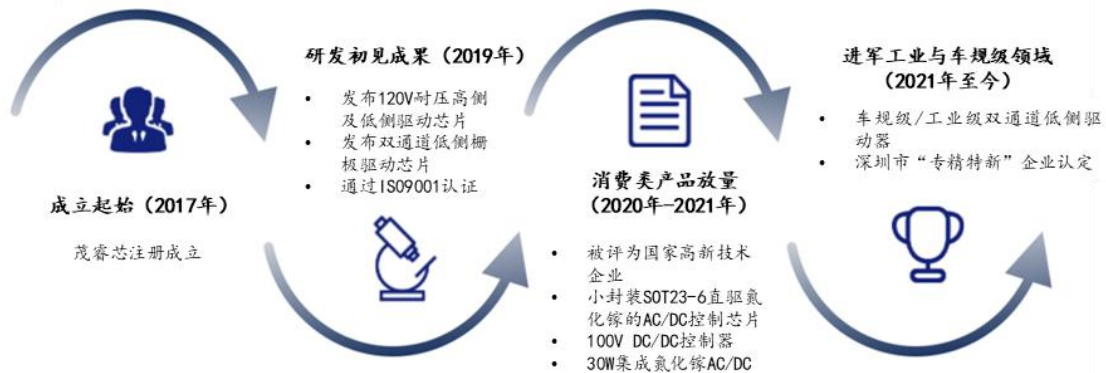 成立起始（2017年）
茂睿芯注册成立
研发初见成果（2019年）
• 发布120V耐压高侧
及低侧驱动芯片
• 发布双通道低侧栅
极驱动芯片
• 通过ISO9001认证
消费类产品放量
（2020年-2021年）
• 被评为国家高新技术
企业
• 小封装SOT23-6直驱氮
化镓的AC/DC控制芯片
• 100V DC/DC控制器
• 30W集成氮化镓AC/DC
进军工业与车规级领域
（2021年至今）
• 车规级/工业级双通道低侧驱
动器
• 深圳市“专精特新”企业认定